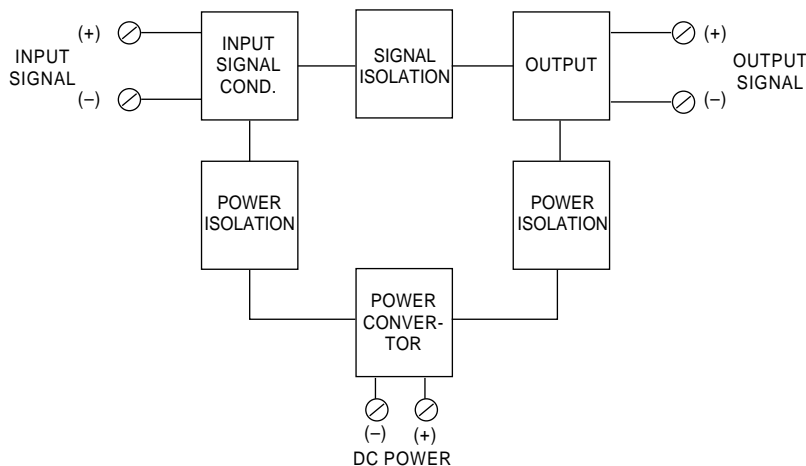 (+)
INPUT
SIGNAL
(–)
INPUT
SIGNAL
COND.
SIGNAL
ISOLATION
OUTPUT
(+)
OUTPUT
SIGNAL
(–)
POWER
ISOLATION
POWER
ISOLATION
POWER
CONVER-
TOR
(–) (+)
DC POWER